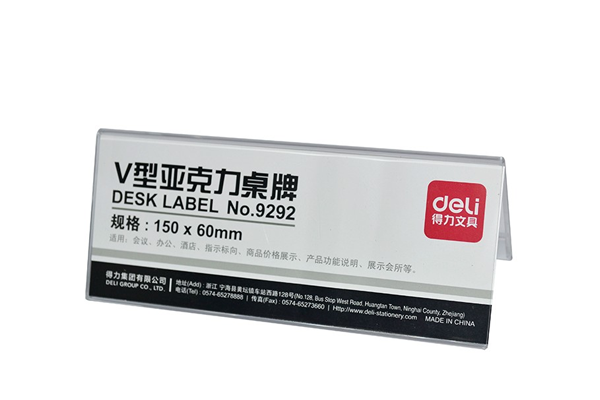 V型亚克力桌牌
DESK LABEL No.9292
规格：150 x 60mm
适用：会议、办公、酒店，指示标向、商品价格展示、产品功能说明、展示会所等。
deli
得力文具
得力集团有限公司
DELI GROUP CO., LTD.
地址(Add)：浙江 宁海县黄坛镇车站西路128号(No.128, Bus Stop West Road, Huangtan Town, Ninghai County, Zhejiang)
电话(Tel)：0574-65278888 | 传真(Fax)：0574-65273660 | Http://www.deli-stationery.com MADE IN CHINA